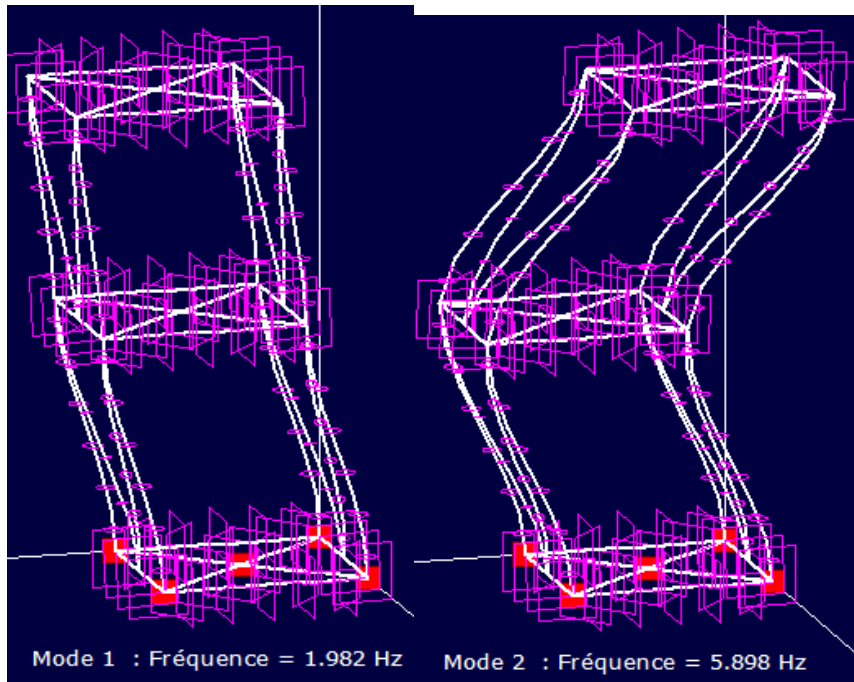 Mode 1 : Fréquence = 1.982 Hz
Mode 2 : Fréquence = 5.898 Hz